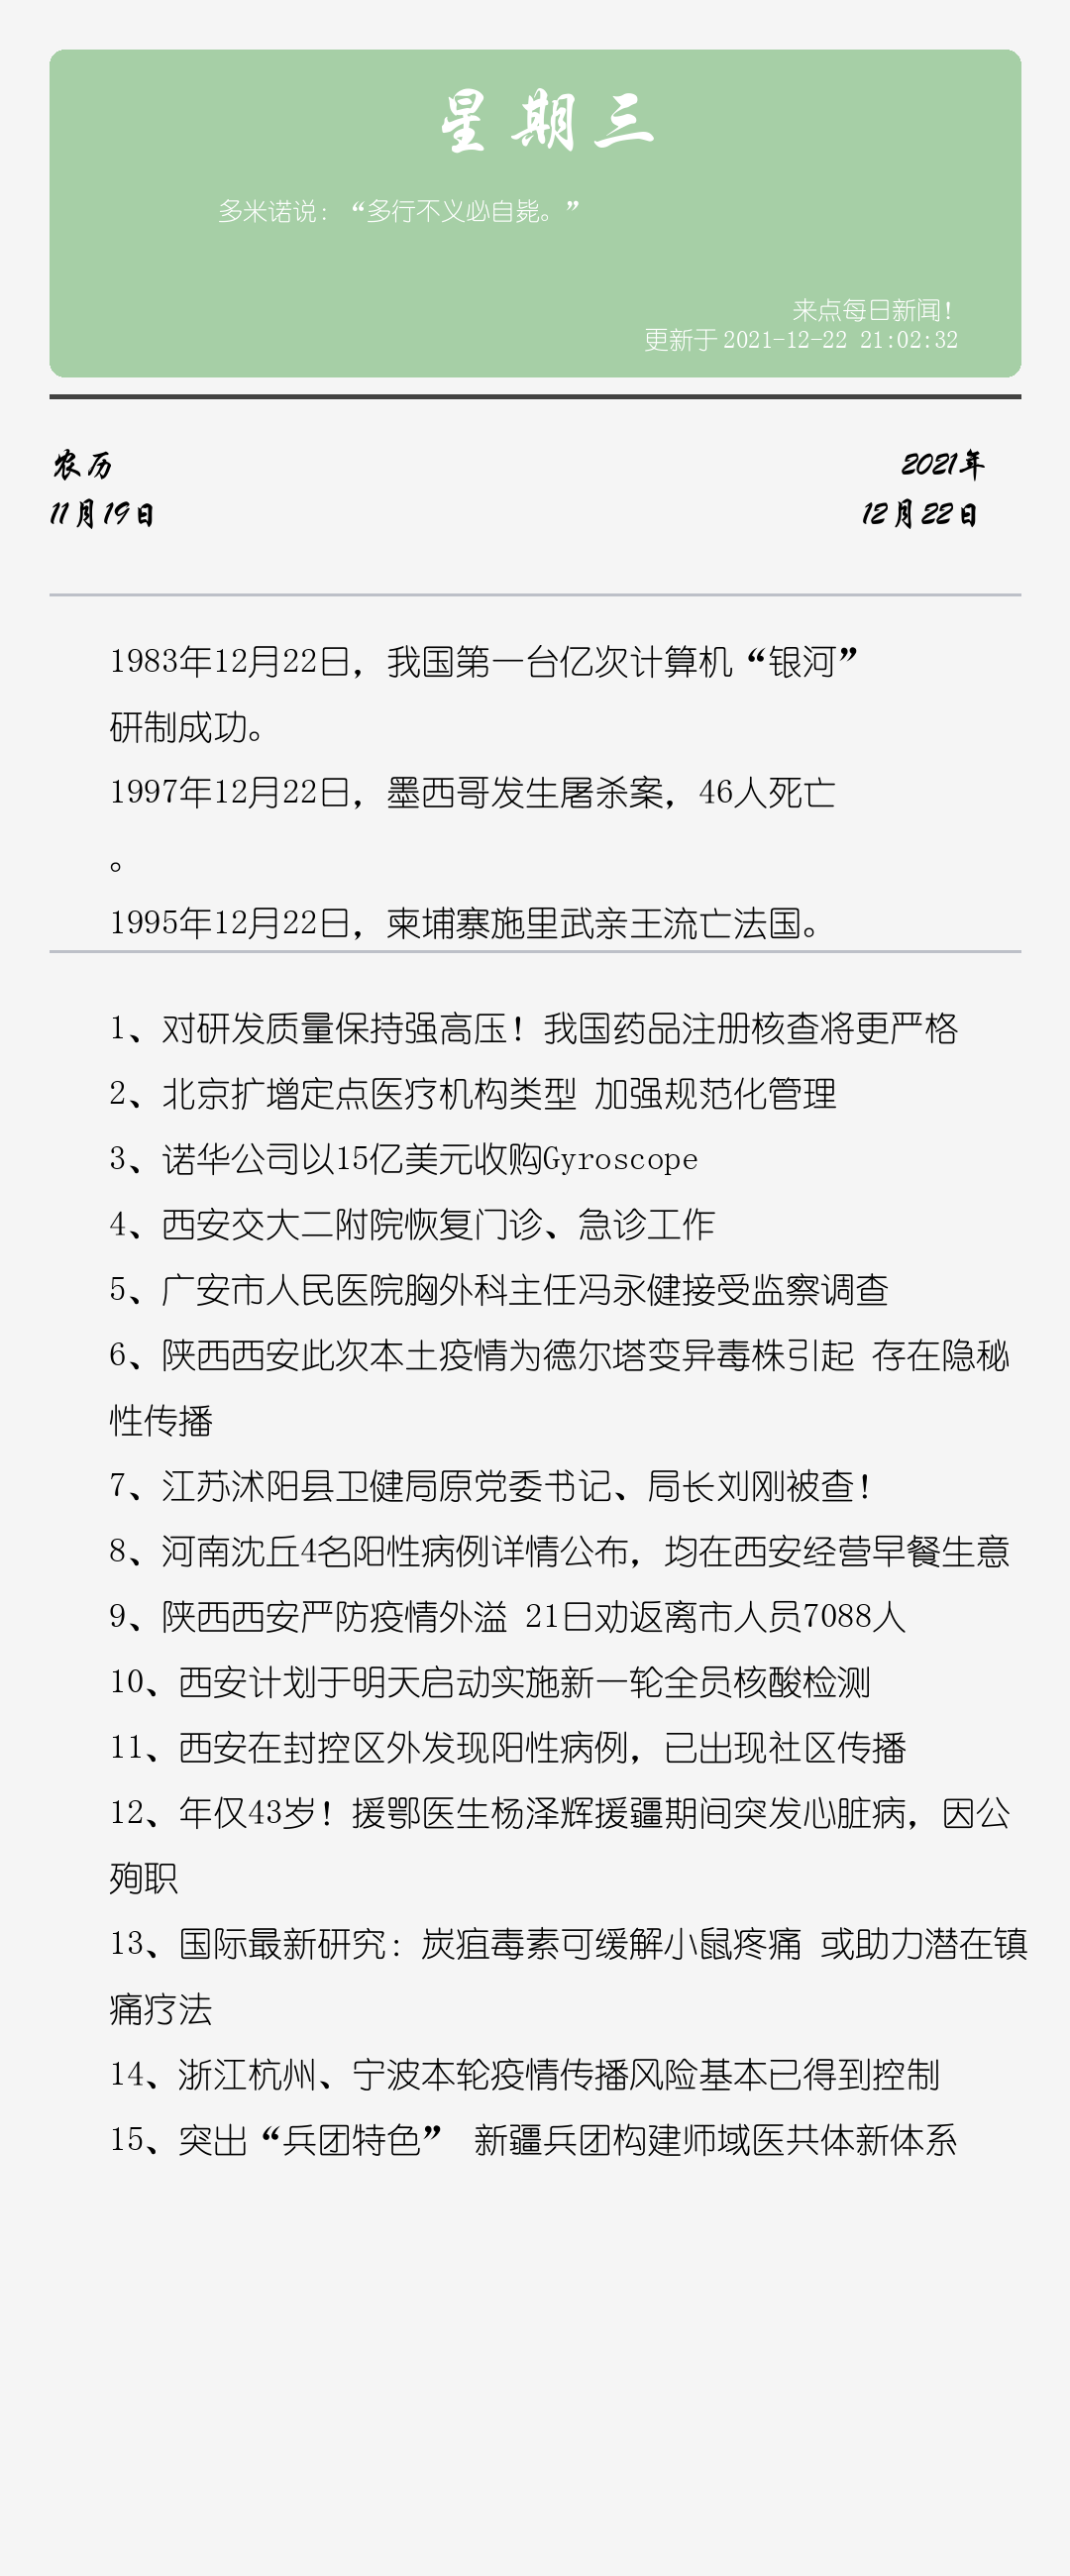 星期三
多米诺说：“多行不义必自毙。”
来点每日新闻！
更新于 2021-12-22 21:02:32
农历
2021年
11月19日
12月22日
1983年12月22日，我国第一台亿次计算机“银河”
研制成功。
1997年12月22日，墨西哥发生屠杀案，46人死亡
。
1995年12月22日，柬埔寨施里武亲王流亡法国。
1、对研发质量保持强高压！我国药品注册核查将更严格
2、北京扩增定点医疗机构类型 加强规范化管理
3、诺华公司以15亿美元收购Gyroscope
4、西安交大二附院恢复门诊、急诊工作
5、广安市人民医院胸外科主任冯永健接受监察调查
6、陕西西安此次本土疫情为德尔塔变异毒株引起 存在隐秘
性传播
7、江苏沭阳县卫健局原党委书记、局长刘刚被查！
8、河南沈丘4名阳性病例详情公布，均在西安经营早餐生意
9、陕西西安严防疫情外溢 21日劝返离市人员7088人
10、西安计划于明天启动实施新一轮全员核酸检测
11、西安在封控区外发现阳性病例，已出现社区传播
12、年仅43岁！援鄂医生杨泽辉援疆期间突发心脏病，因公
殉职
13、国际最新研究：炭疽毒素可缓解小鼠疼痛 或助力潜在镇
痛疗法
14、浙江杭州、宁波本轮疫情传播风险基本已得到控制
15、突出“兵团特色” 新疆兵团构建师域医共体新体系